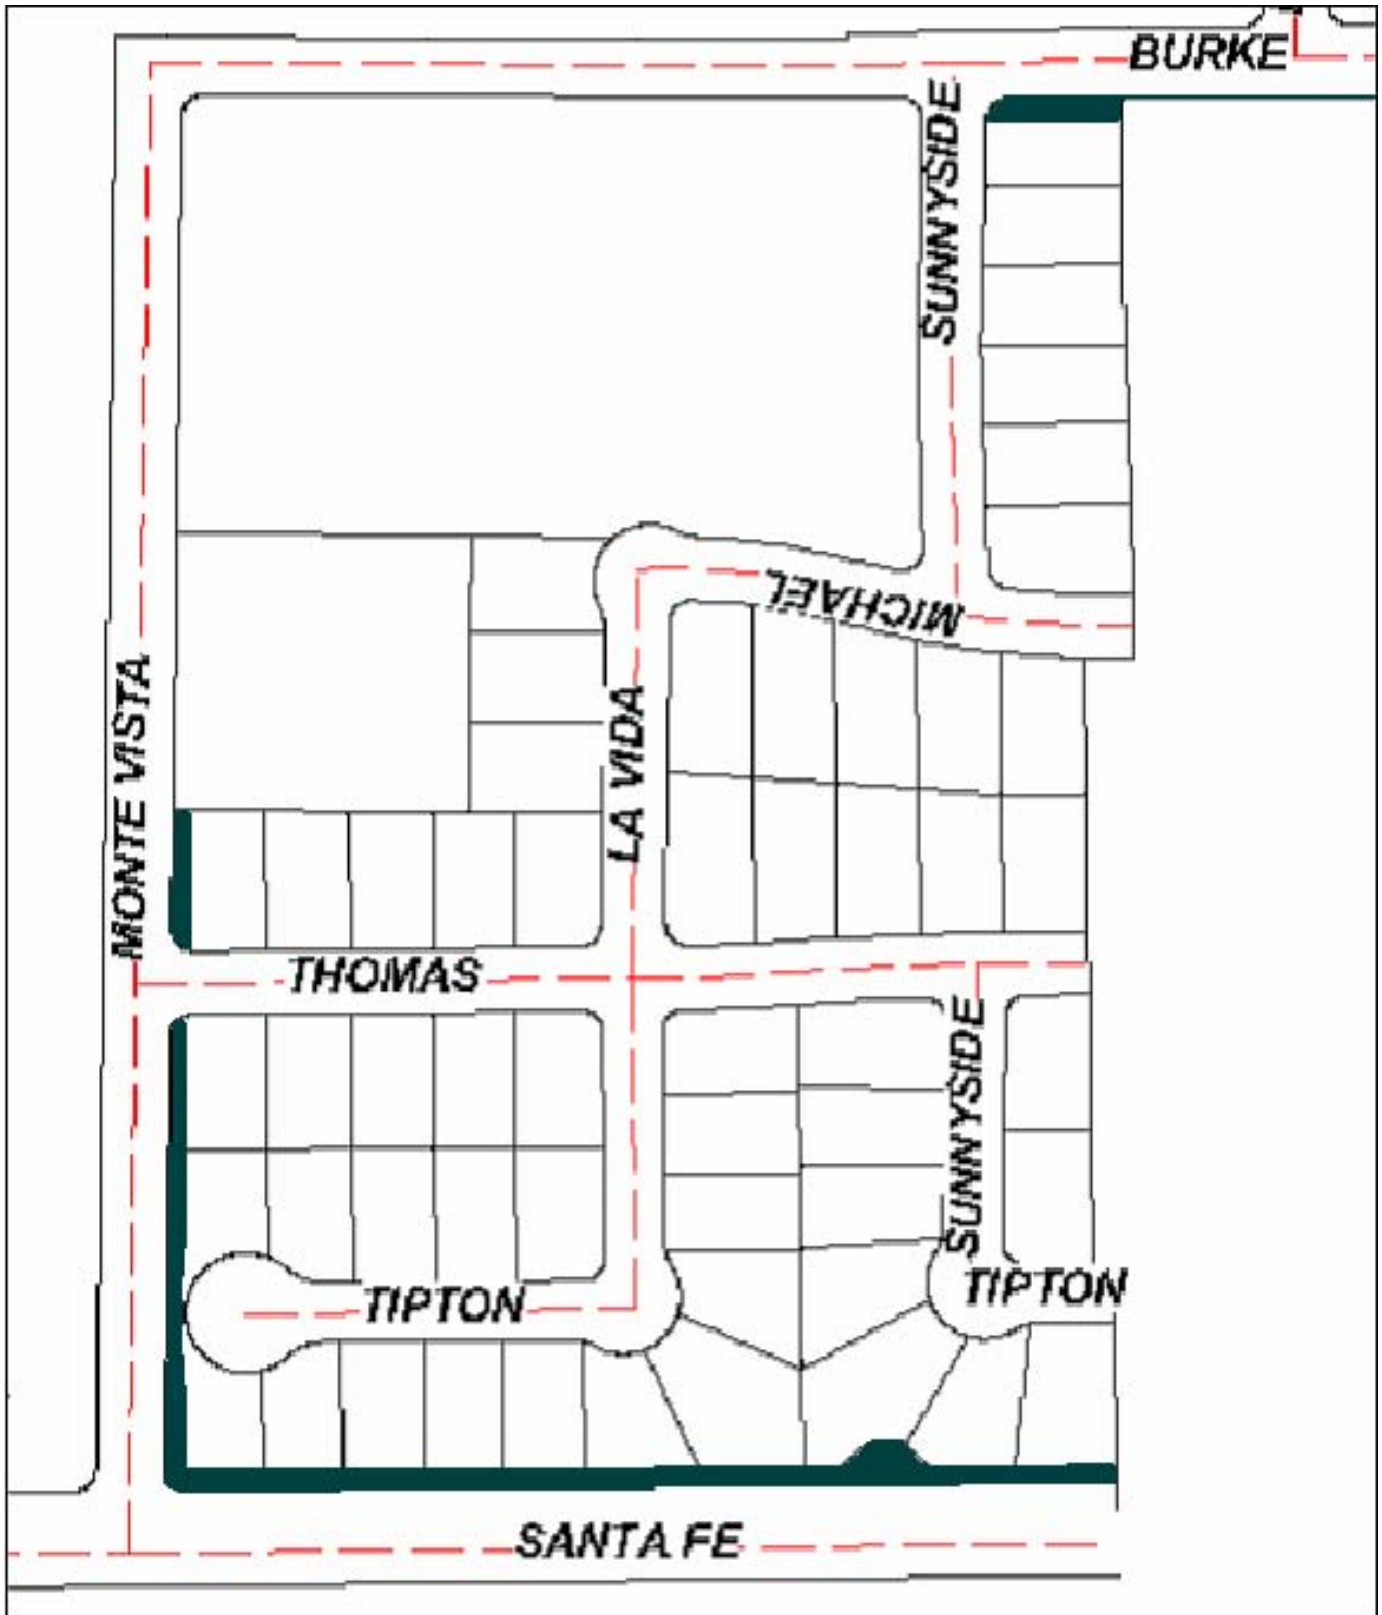 BURKE
SUNNYSIDE
MICHAEL
MONTE VISTA
LA VIDA
THOMAS
SUNNYSIDE
TIPTON
TIPTON
SANTA FE